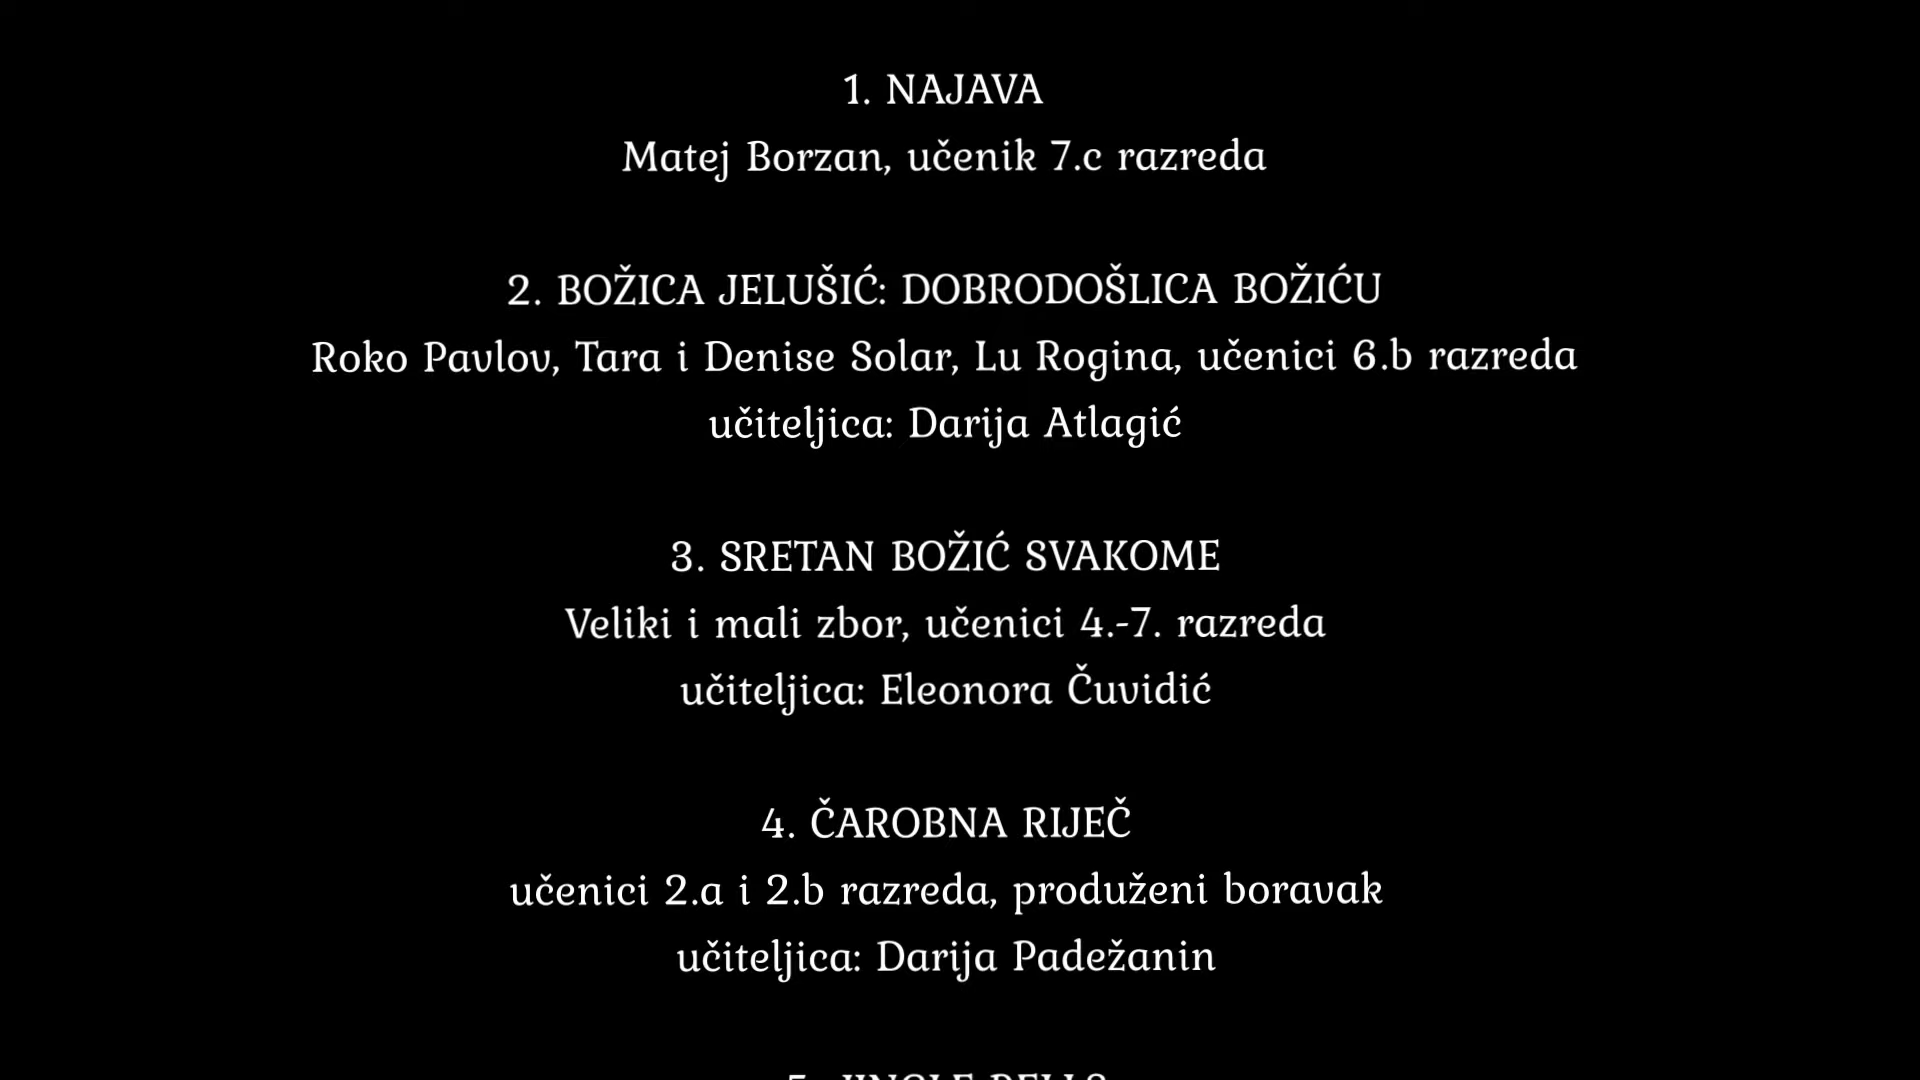 1. NAJAVA
Matej Borzan, učenik 7.c razreda
2. BOŽICA JELUŠIĆ: DOBRODOŠLICA BOŽIĆU
Roko Pavlov, Tara i Denise Solar, Lu Rogina, učenici 6.b razreda
učiteljica: Darija Atlagić
3. SRETAN BOŽIĆ SVAKOME
Veliki i mali zbor, učenici 4.-7. razreda
učiteljica: Eleonora Čuvidić
4. ČAROBNA RIJEČ
učenici 2.a i 2.b razreda, produženi boravak
učiteljica: Darija Padežanin